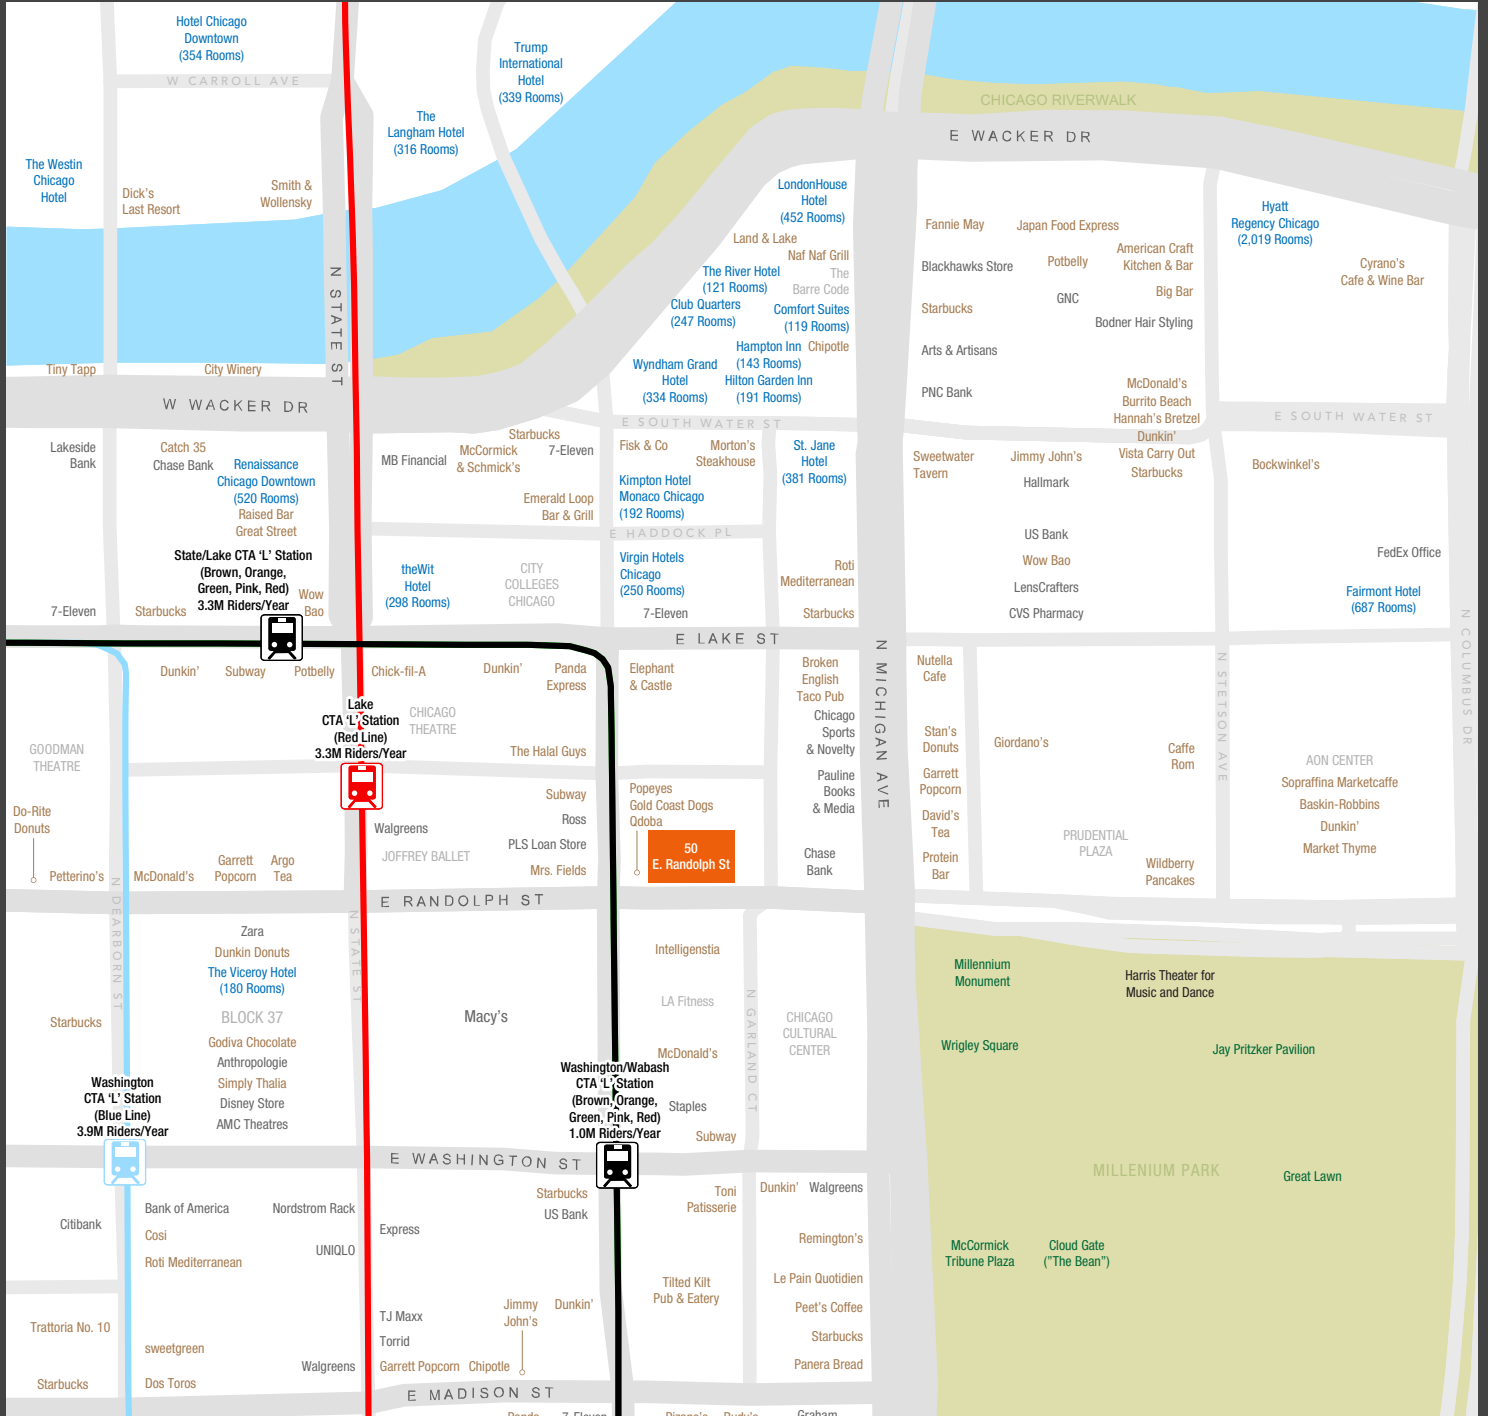 Hotel Chicago
Downtown
(354 Rooms)
W CARROLL AVE
Trump
International
Hotel
(339 Rooms)
The
Langham Hotel
(316 Rooms)
CHICAGO RIVERWALK
E WACKER DR
The Westin
Chicago
Hotel
Dick's
Last Resort
Smith &
Wollensky
N STATE ST
LondonHouse
Hotel
(452 Rooms)
Land & Lake
Naf Naf Grill
The
Barre Code
The River Hotel
(121 Rooms)
Club Quarters
(247 Rooms)
Comfort Suites
(119 Rooms)
Hampton Inn
(143 Rooms)
Chipotle
Wyndham Grand
Hotel
(334 Rooms)
Hilton Garden Inn
(191 Rooms)
Fannie May
Japan Food Express
Blackhawks Store
Potbelly
American Craft
Kitchen & Bar
GNC
Big Bar
Starbucks
Bodner Hair Styling
Arts & Artisans
PNC Bank
McDonald's
Burrito Beach
Hannah's Bretzel
Dunkin'
Vista Carry Out
Starbucks
Hyatt
Regency Chicago
(2,019 Rooms)
Cyrano's
Cafe & Wine Bar
Tiny Tapp
City Winery
W WACKER DR
E SOUTH WATER ST
E SOUTH WATER ST
Lakeside
Bank
Catch 35
Chase Bank
Renaissance
Chicago Downtown
(520 Rooms)
Raised Bar
Great Street
MB Financial
Starbucks
McCormick
& Schmick's
7-Eleven
Emerald Loop
Bar & Grill
Fisk & Co
Morton's
Steakhouse
Kimpton Hotel
Monaco Chicago
(192 Rooms)
St. Jane
Hotel
(381 Rooms)
E HADDOCK PL
Sweetwater
Tavern
Jimmy John's
Hallmark
US Bank
Wow Bao
LensCrafters
CVS Pharmacy
Bockwinkel's
FedEx Office
Fairmont Hotel
(687 Rooms)
State/Lake CTA 'L' Station
(Brown, Orange,
Green, Pink, Red)
3.3M Riders/Year
Wow
Bao
7-Eleven
Starbucks
theWit
Hotel
(298 Rooms)
CITY
COLLEGES
CHICAGO
Virgin Hotels
Chicago
(250 Rooms)
7-Eleven
Roti
Mediterranean
Starbucks
E LAKE ST
N MICHIGAN AVE
N STETSON AVE
N COLUMBUS DR
Dunkin'
Subway
Potbelly
Chick-fil-A
Dunkin'
Panda
Express
Elephant
& Castle
Broken
English
Taco Pub
Chicago
Sports
& Novelty
Pauline
Books
& Media
Chase
Bank
Nutella
Cafe
Stan's
Donuts
Garrett
Popcorn
David's
Tea
Protein
Bar
Giordano's
Caffe
Rom
PRUDENTIAL
PLAZA
Wildberry
Pancakes
AON CENTER
Sopraffina Marketcaffe
Baskin-Robbins
Dunkin'
Market Thyme
Lake
CTA 'L' Station
(Red Line)
3.3M Riders/Year
CHICAGO
THEATRE
GOODMAN
THEATRE
The Halal Guys
Subway
Ross
PLS Loan Store
Mrs. Fields
Walgreens
JOFFREY BALLET
Popeyes
Gold Coast Dogs
Qdoba
50
E. Randolph St
Do-Rite
Donuts
Petterino's
McDonald's
Garrett
Popcorn
Argo
Tea
E RANDOLPH ST
N DEARBORN ST
N STATE ST
Zara
Dunkin Donuts
The Viceroy Hotel
(180 Rooms)
BLOCK 37
Godiva Chocolate
Anthropologie
Simply Thalia
Disney Store
AMC Theatres
Starbucks
Macy's
Intelligenstia
LA Fitness
McDonald's
Staples
Subway
N GARLAND CT
CHICAGO
CULTURAL
CENTER
Millennium
Monument
Harris Theater for
Music and Dance
Wrigley Square
Jay Pritzker Pavilion
Washington
CTA 'L' Station
(Blue Line)
3.9M Riders/Year
Washington/Wabash
CTA 'L' Station
(Brown, Orange,
Green, Pink, Red)
1.0M Riders/Year
E WASHINGTON ST
MILLENIUM PARK
Great Lawn
McCormick
Tribune Plaza
Cloud Gate
("The Bean")
Citibank
Bank of America
Cosi
Roti Mediterranean
Nordstrom Rack
UNIQLO
Express
Starbucks
US Bank
Toni
Patisserie
Dunkin'
Walgreens
Remington's
Le Pain Quotidien
Peet's Coffee
Starbucks
Panera Bread
Tilted Kilt
Pub & Eatery
Trattoria No. 10
sweetgreen
Starbucks
Dos Toros
Walgreens
TJ Maxx
Torrid
Garrett Popcorn
Chipotle
Jimmy
John's
Dunkin'
E MADISON ST
Graham